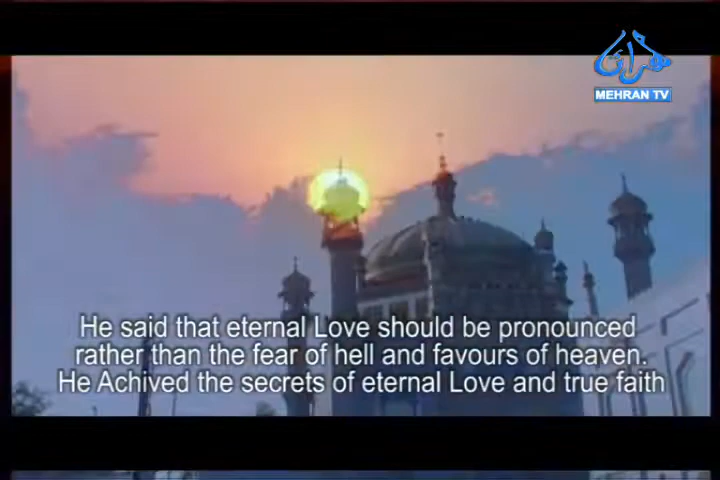 مهران
MEHRAN TV
He said that eternal Love should be pronounced
rather than the fear of hell and favours of heaven.
He Achived the secrets of eternal Love and true faith